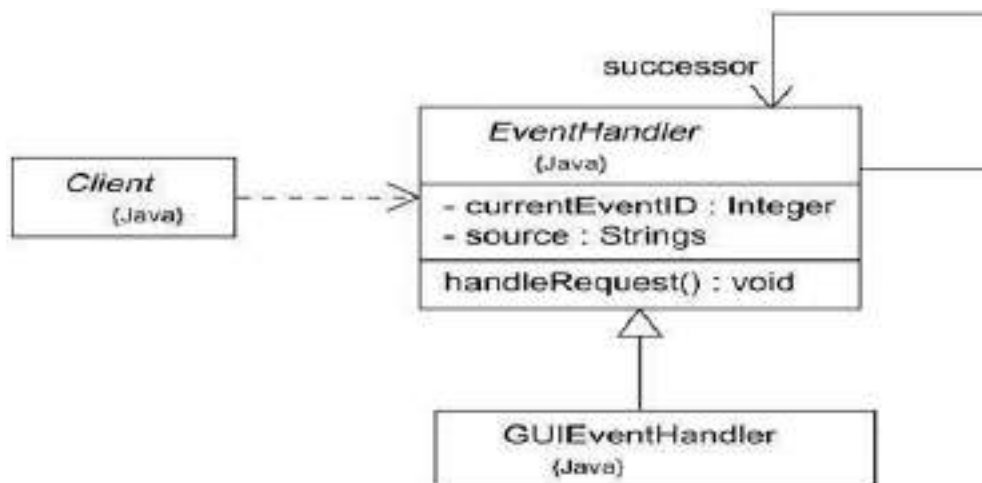 successor
EventHandler
(Java)
Client
(Java)
- currentEventID : Integer
- source : Strings
handleRequest() : void
GUIEventHandler
(Java)